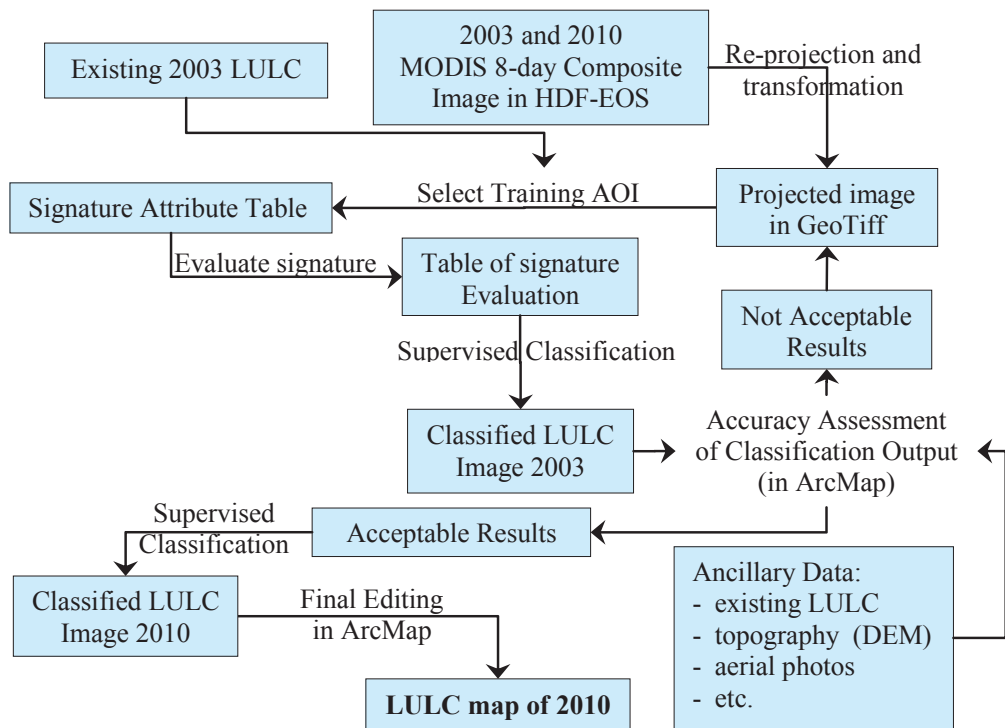 Existing 2003 LULC
2003 and 2010
MODIS 8-day Composite
Image in HDF-EOS
Re-projection and
transformation
Signature Attribute Table
Select Training AOI
Projected image
in GeoTiff
Evaluate signature
Table of signature
Evaluation
Not Acceptable
Results
Supervised Classification
Classified LULC
Image 2003
Accuracy Assessment
of Classification Output
(in ArcMap)
Supervised
Classification
Acceptable Results
Classified LULC
Image 2010
Final Editing
in ArcMap
LULC map of 2010
Ancillary Data:
- existing LULC
- topography (DEM)
- aerial photos
- etc.